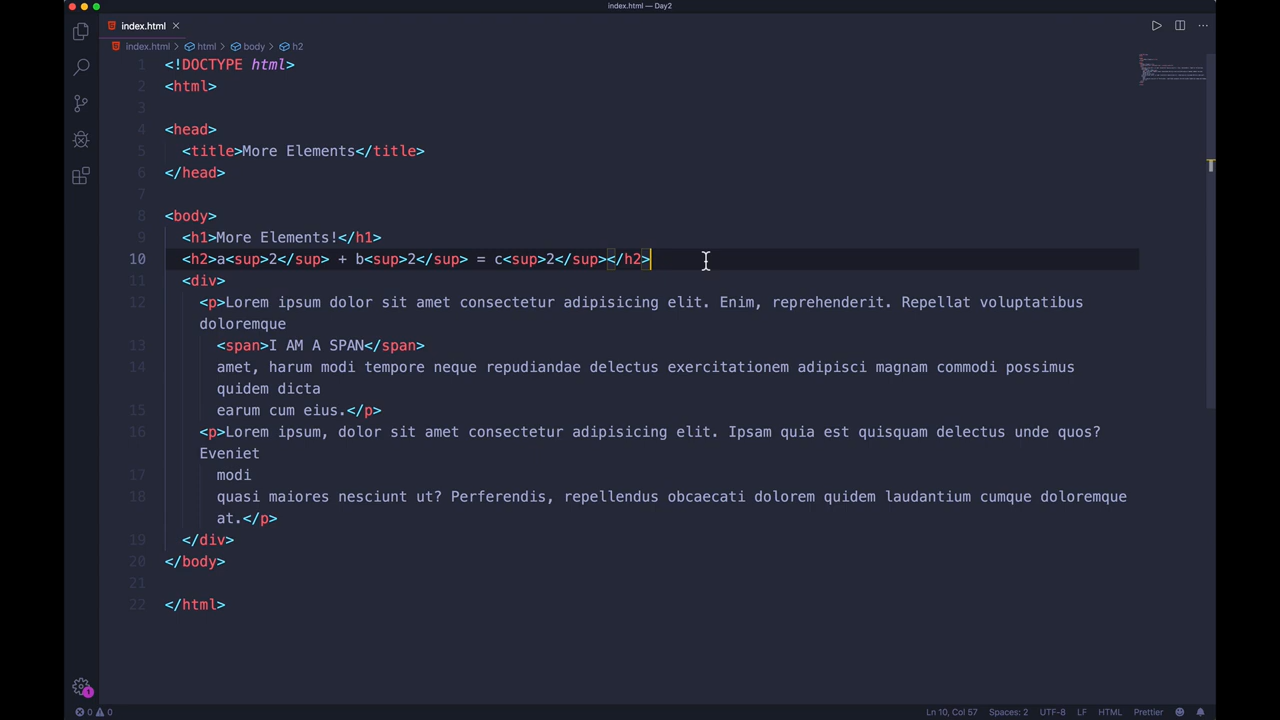 index.html — Day2
index.html
index.html > html > body > h2
1 <!DOCTYPE html>
2 <html>
3
4 <head>
5 <title>More Elements</title>
6 </head>
7
8 <body>
9 <h1>More Elements!</h1>
10 <h2>a<sup>2</sup> + b<sup>2</sup> = c<sup>2</sup></h2>
11 <div>
12 <p>Lorem ipsum dolor sit amet consectetur adipisicing elit. Enim, reprehenderit. Repellat voluptatibus
doloremque
13 <span>I AM A SPAN</span>
14 amet, harum modi tempore neque repudiandae delectus exercitationem adipisci magnam commodi possimus
quidem dicta
15 earum cum eius.</p>
16 <p>Lorem ipsum, dolor sit amet consectetur adipisicing elit. Ipsam quia est quisquam delectus unde quos?
Eveniet
17 modi
18 quasi maiores nesciunt ut? Perferendis, repellendus obcaecati dolorem quidem laudantium cumque doloremque
at.</p>
19 </div>
20 </body>
21
22 </html>
1
0 0 Ln 10, Col 57 Spaces: 2 UTF-8 LF HTML Prettier